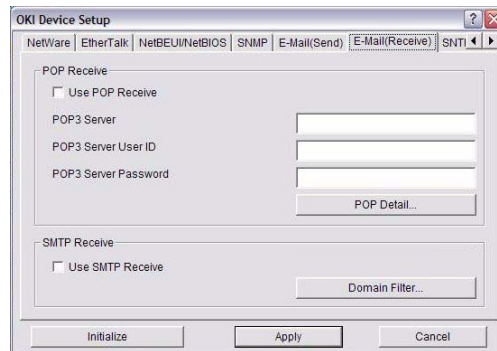 OKI Device Setup
NetWare EtherTalk NetBEUI/NetBIOS SNMP E-Mail(Send) E-Mail(Receive) SNT
POP Receive
Use POP Receive
POP3 Server
POP3 Server User ID
POP3 Server Password
POP Detail...
SMTP Receive
Use SMTP Receive
Domain Filter...
Initialize Apply Cancel